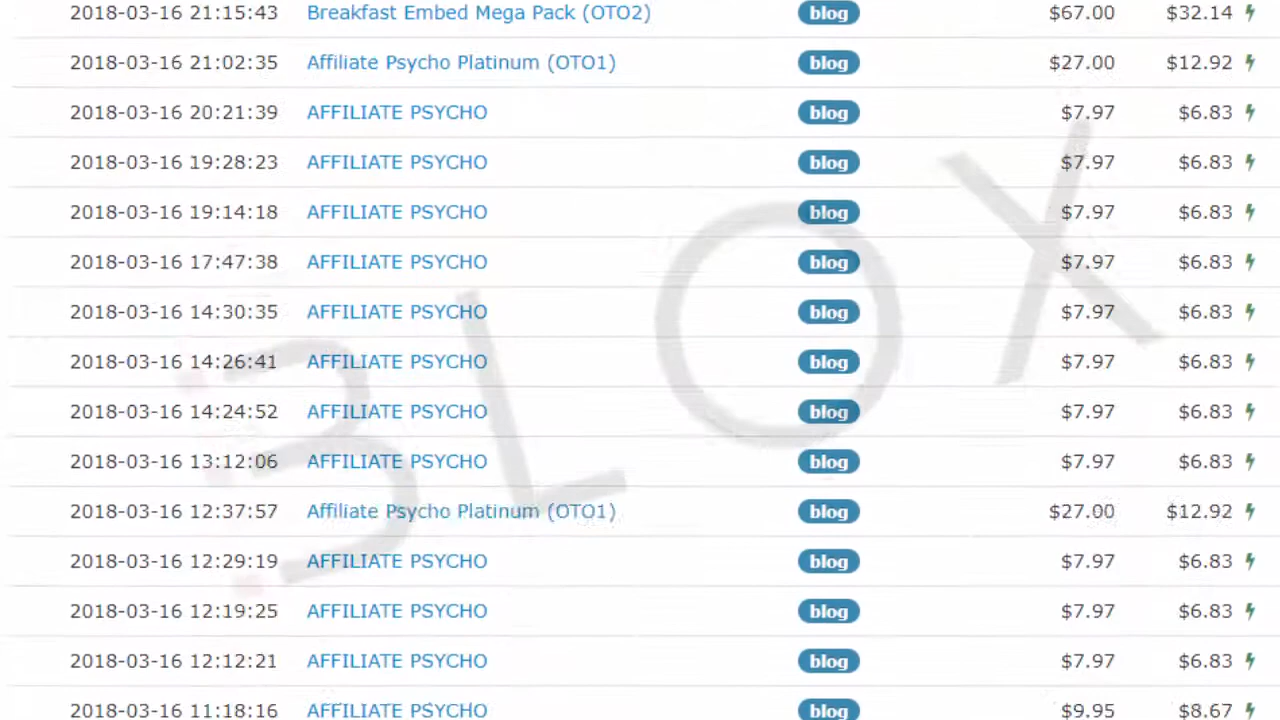 2018-03-16 21:15:43 Breakfast Embed Mega Pack (OTO2) blog $67.00 $32.14
2018-03-16 21:02:35 Affiliate Psycho Platinum (OTO1) blog $27.00 $12.92
2018-03-16 20:21:39 AFFILIATE PSYCHO blog $7.97 $6.83
2018-03-16 19:28:23 AFFILIATE PSYCHO blog $7.97 $6.83
2018-03-16 19:14:18 AFFILIATE PSYCHO blog $7.97 $6.83
2018-03-16 17:47:38 AFFILIATE PSYCHO blog $7.97 $6.83
2018-03-16 14:30:35 AFFILIATE PSYCHO blog $7.97 $6.83
2018-03-16 14:26:41 AFFILIATE PSYCHO blog $7.97 $6.83
2018-03-16 14:24:52 AFFILIATE PSYCHO blog $7.97 $6.83
2018-03-16 13:12:06 AFFILIATE PSYCHO blog $7.97 $6.83
2018-03-16 12:37:57 Affiliate Psycho Platinum (OTO1) blog $27.00 $12.92
2018-03-16 12:29:19 AFFILIATE PSYCHO blog $7.97 $6.83
2018-03-16 12:19:25 AFFILIATE PSYCHO blog $7.97 $6.83
2018-03-16 12:12:21 AFFILIATE PSYCHO blog $7.97 $6.83
2018-03-16 11:18:16 AFFILIATE PSYCHO blog $9.95 $8.67
BLOX